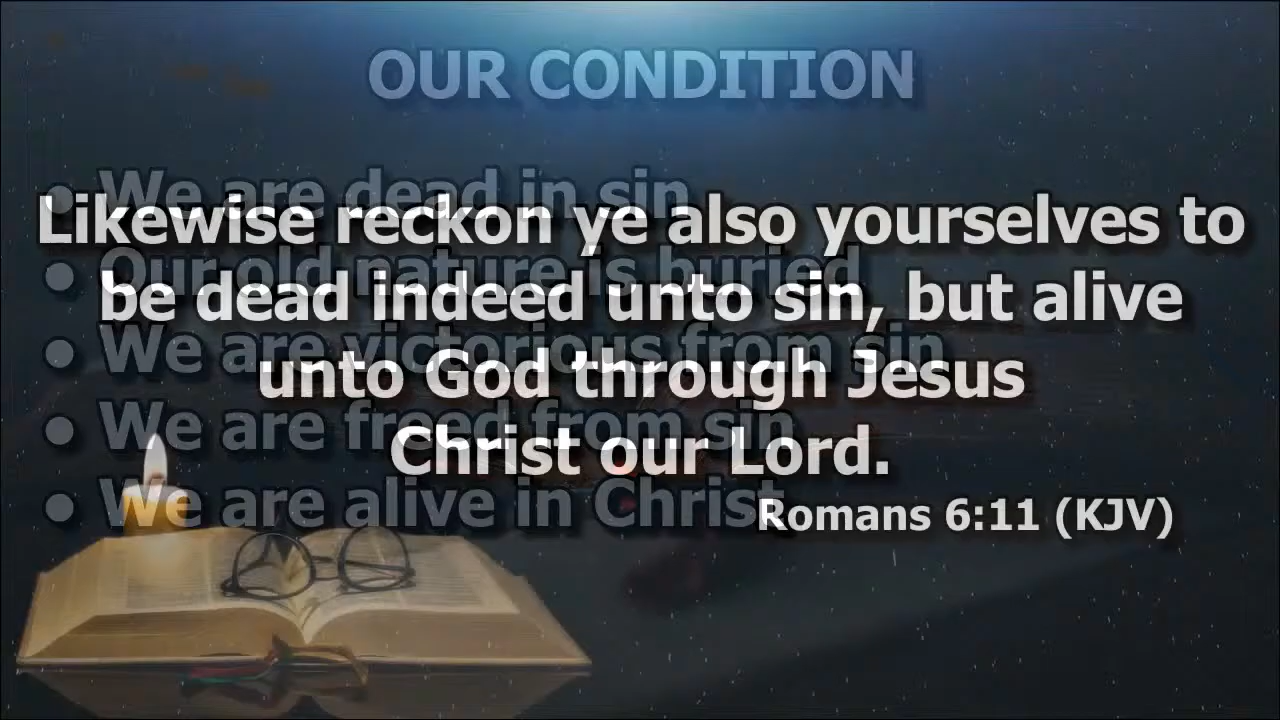 OUR CONDITION
• We are dead in sin
• Our old nature is buried
• We are victorious from sin
• We are freed from sin
• We are alive in Christ
Likewise reckon ye also yourselves to
be dead indeed unto sin, but alive
unto God through Jesus
Christ our Lord.
Romans 6:11 (KJV)